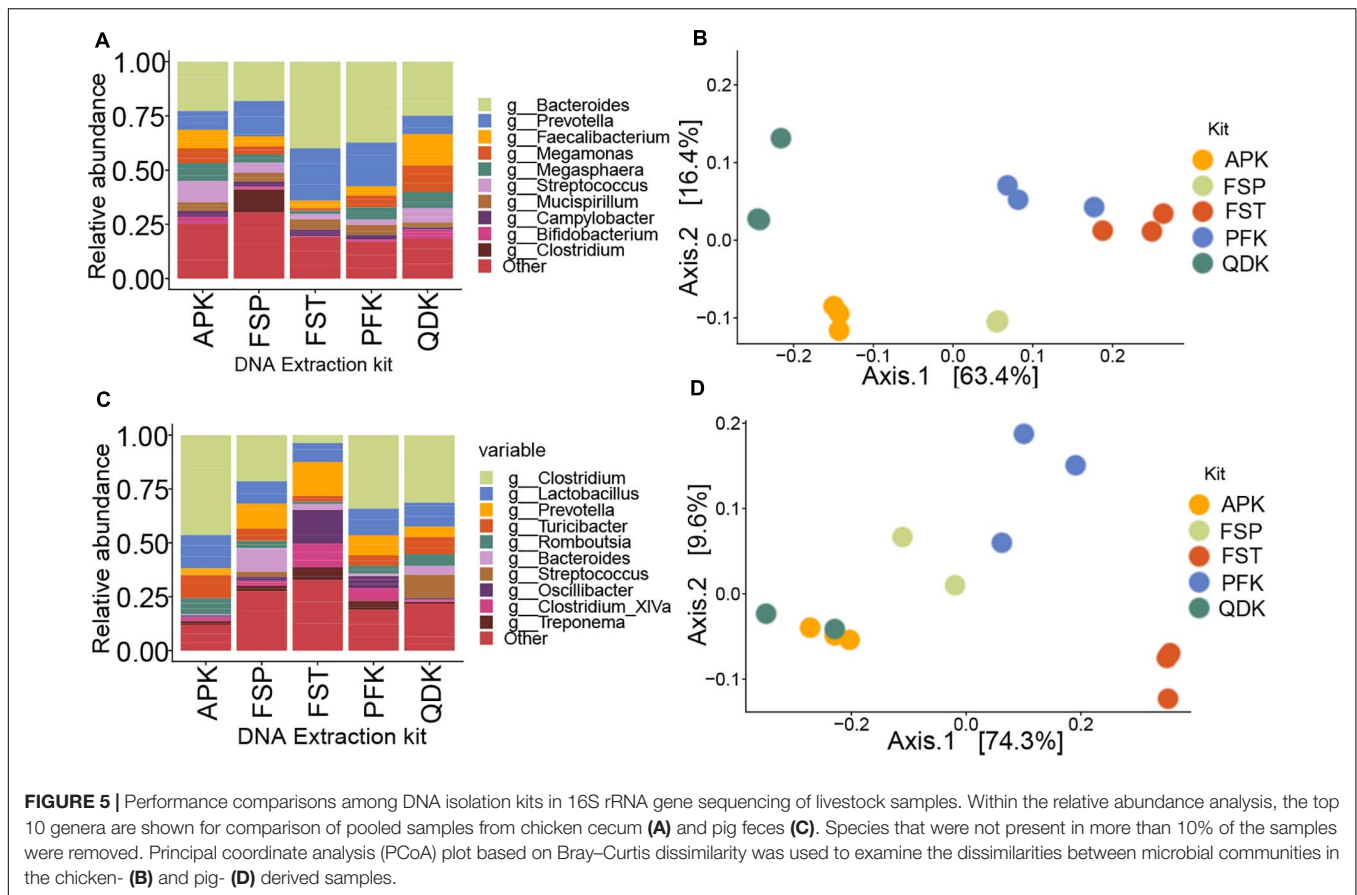 A
1.00
0.75
0.50
0.25
0.00
Relative abundance
APK
FSP
FST
PFK
QDK
DNA Extraction kit
g__Bacteroides
g__Prevotella
g__Faecalibacterium
g__Megamonas
g__Megasphaera
g__Streptococcus
g__Mucispirillum
g__Campylobacter
g__Bifidobacterium
g__Clostridium
Other
B
0.2
0.1
0.0
−0.1
Axis.2 [16.4%]
−0.2
−0.1
0.0
0.1
0.2
Axis.1 [63.4%]
Kit
APK
FSP
FST
PFK
QDK
C
1.00
0.75
0.50
0.25
0.00
Relative abundance
APK
FSP
FST
PFK
QDK
DNA Extraction kit
variable
g__Clostridium
g__Lactobacillus
g__Prevotella
g__Turicibacter
g__Romboutsia
g__Bacteroides
g__Streptococcus
g__Oscillibacter
g__Clostridium_XIVa
g__Treponema
Other
D
0.2
0.1
0.0
−0.1
Axis.2 [9.6%]
−0.2
0.0
0.2
Axis.1 [74.3%]
Kit
APK
FSP
FST
PFK
QDK
FIGURE 5 | Performance comparisons among DNA isolation kits in 16S rRNA gene sequencing of livestock samples. Within the relative abundance analysis, the top
10 genera are shown for comparison of pooled samples from chicken cecum (A) and pig feces (C). Species that were not present in more than 10% of the samples
were removed. Principal coordinate analysis (PCoA) plot based on Bray–Curtis dissimilarity was used to examine the dissimilarities between microbial communities in
the chicken- (B) and pig- (D) derived samples.